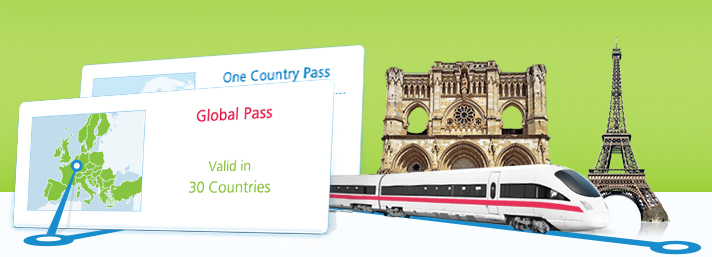 One Country Pass
Global Pass
Valid in
30 Countries